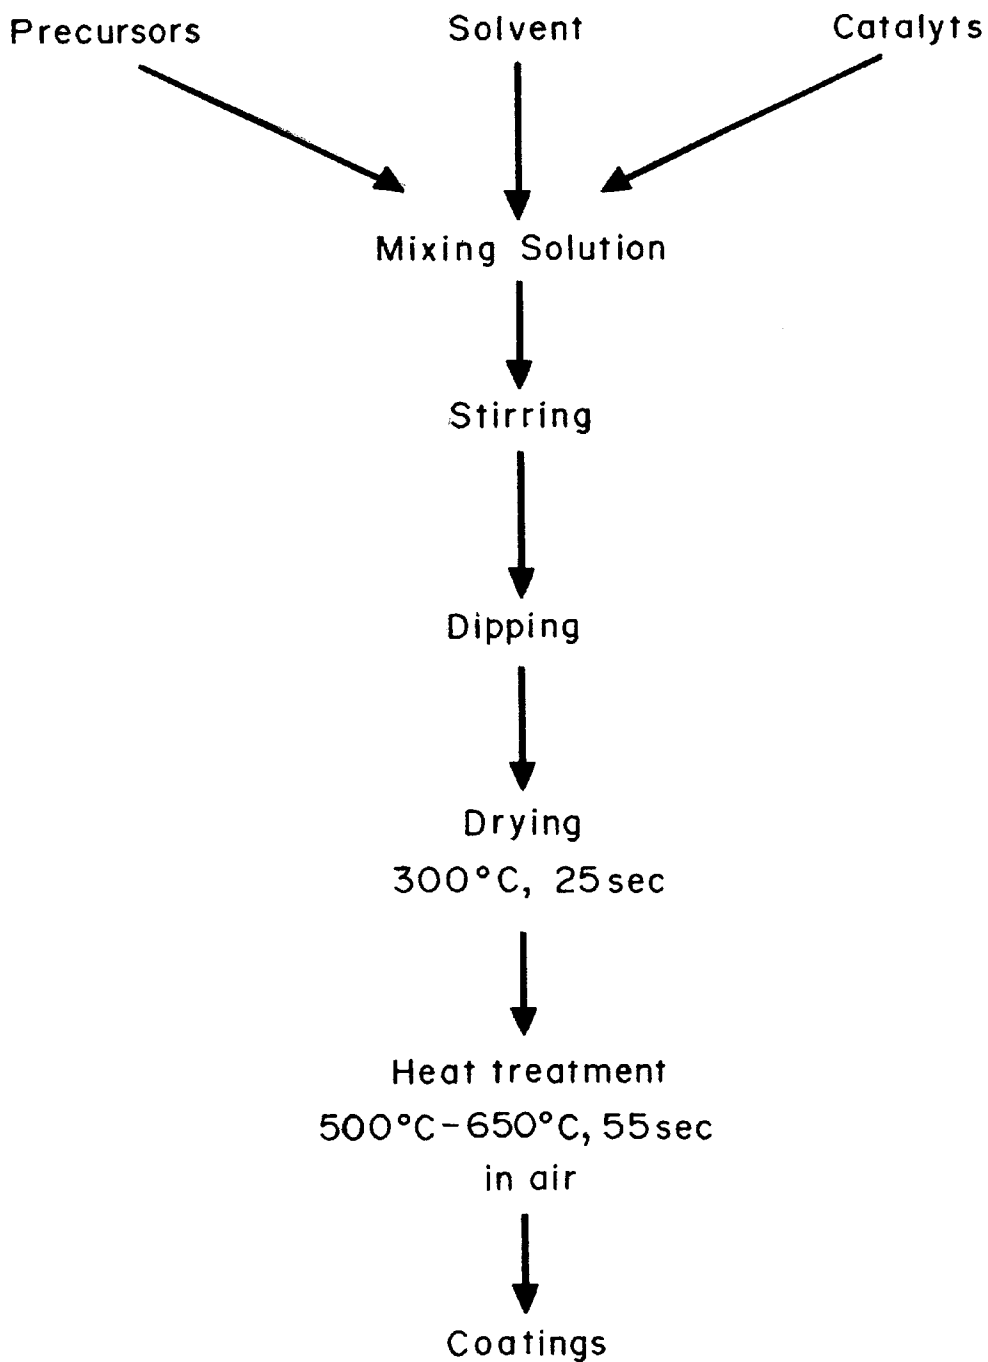 Precursors
Solvent
Catalyts
Mixing Solution
Stirring
Dipping
Drying
300°C, 25sec
Heat treatment
500°C-650°C, 55sec
in air
Coatings